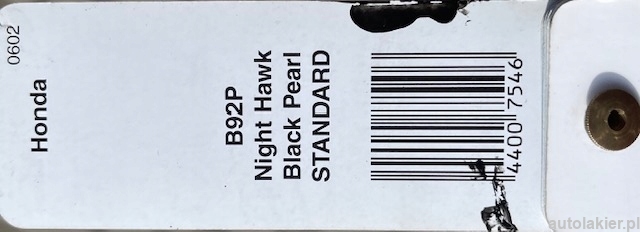 0602
Honda
B92P
Night Hawk
Black Pearl
STANDARD
4400 7546
autolakier.pl